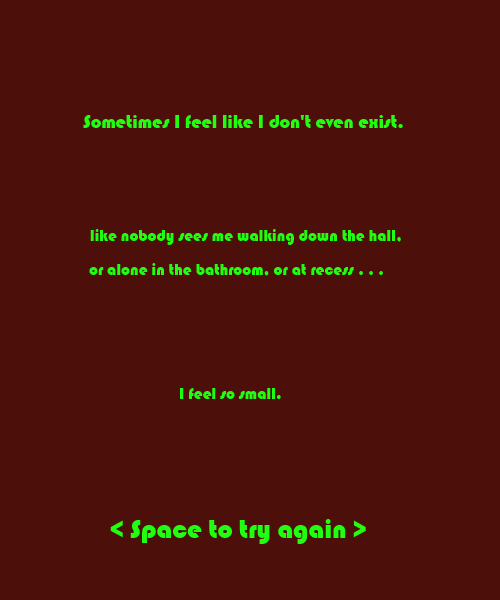 Sometimes I feel like I don't even exist.
like nobody sees me walking down the hall,
or alone in the bathroom, or at recess . . .
I feel so small.
< Space to try again >